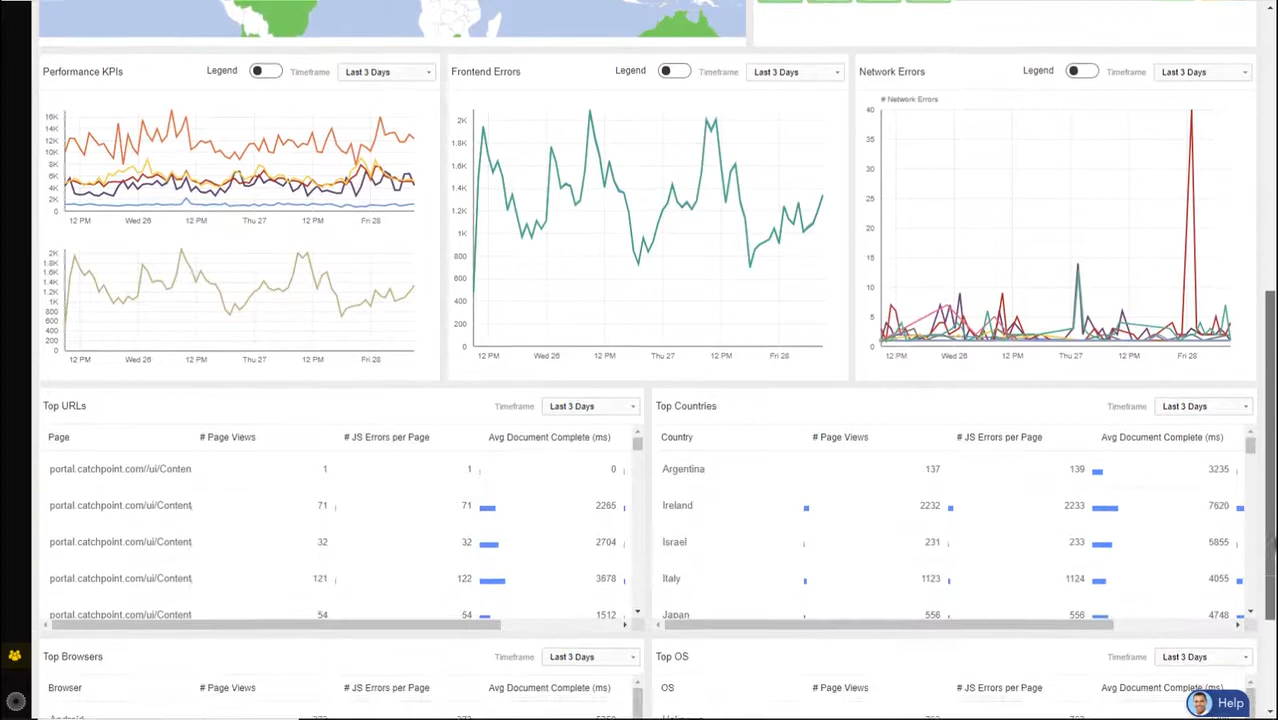 Performance KPIs Legend Timeframe Last 3 Days
16K
14K
12K
10K
8K
6K
4K
2K
0
12 PM Wed 26 12 PM Thu 27 12 PM Fri 28
2K
1.8K
1.6K
1.4K
1.2K
1K
800
600
400
200
0
12 PM Wed 26 12 PM Thu 27 12 PM Fri 28
Frontend Errors Legend Timeframe Last 3 Days
2K
1.8K
1.6K
1.4K
1.2K
1K
800
600
400
200
0
12 PM Wed 26 12 PM Thu 27 12 PM Fri 28
Network Errors Legend Timeframe Last 3 Days
# Network Errors
40
35
30
25
20
15
10
5
0
12 PM Wed 26 12 PM Thu 27 12 PM Fri 28
Top URLs Timeframe Last 3 Days
Page # Page Views # JS Errors per Page Avg Document Complete (ms)
portal.catchpoint.com//ui/Conten 1 1 0
portal.catchpoint.com/ui/Content 71 71 2265
portal.catchpoint.com/ui/Content 32 32 2704
portal.catchpoint.com/ui/Content 121 122 3678
portal.catchpoint.com/ui/Content 54 54 1512
Top Countries Timeframe Last 3 Days
Country # Page Views # JS Errors per Page Avg Document Complete (ms)
Argentina 137 139 3235
Ireland 2232 2233 7620
Israel 231 233 5855
Italy 1123 1124 4055
Japan 556 556 4748
Top Browsers Timeframe Last 3 Days
Browser # Page Views # JS Errors per Page Avg Document Complete (ms)
Top OS Timeframe Last 3 Days
OS # Page Views # JS Errors per Page Avg Document Complete (ms)
Help